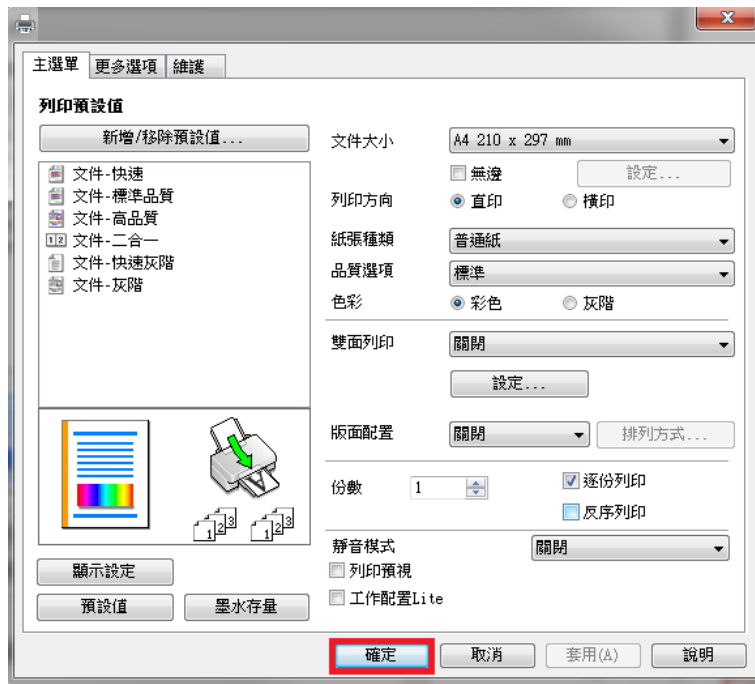 主選單 更多選項 維護
列印預設值
新增/移除預設值...
文件-快速
文件-標準品質
文件-高品質
12 文件-二合一
文件-快速灰階
文件-灰階
1 2 3 1 2 3
顯示設定
預設值 墨水存量
文件大小 A4 210 x 297 mm
無邊 設定...
列印方向 直印 橫印
紙張種類 普通紙
品質選項 標準
色彩 彩色 灰階
雙面列印 關閉
設定...
版面配置 關閉 排列方式...
份數 1 逐份列印
反序列印
靜音模式 關閉
列印預視
工作配置Lite
確定 取消 套用(A) 說明